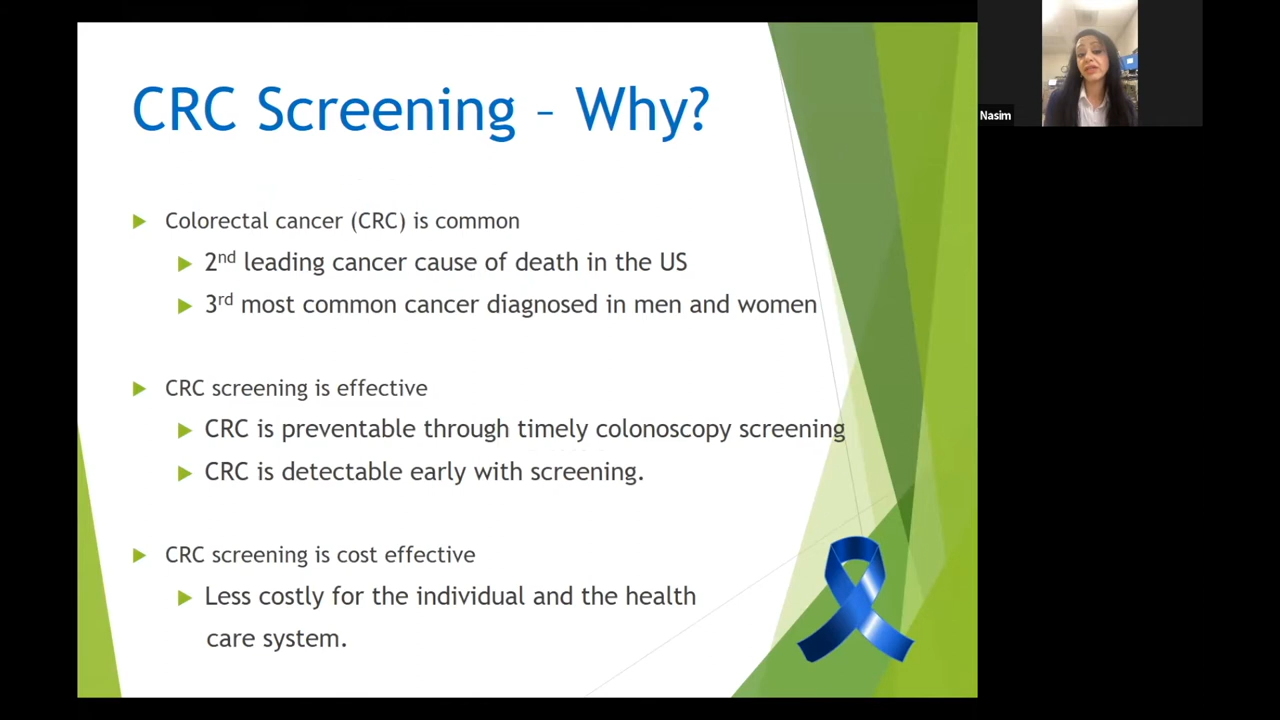 CRC Screening – Why?
Colorectal cancer (CRC) is common
2nd leading cancer cause of death in the US
3rd most common cancer diagnosed in men and women
CRC screening is effective
CRC is preventable through timely colonoscopy screening
CRC is detectable early with screening.
CRC screening is cost effective
Less costly for the individual and the health
care system.
Nasim